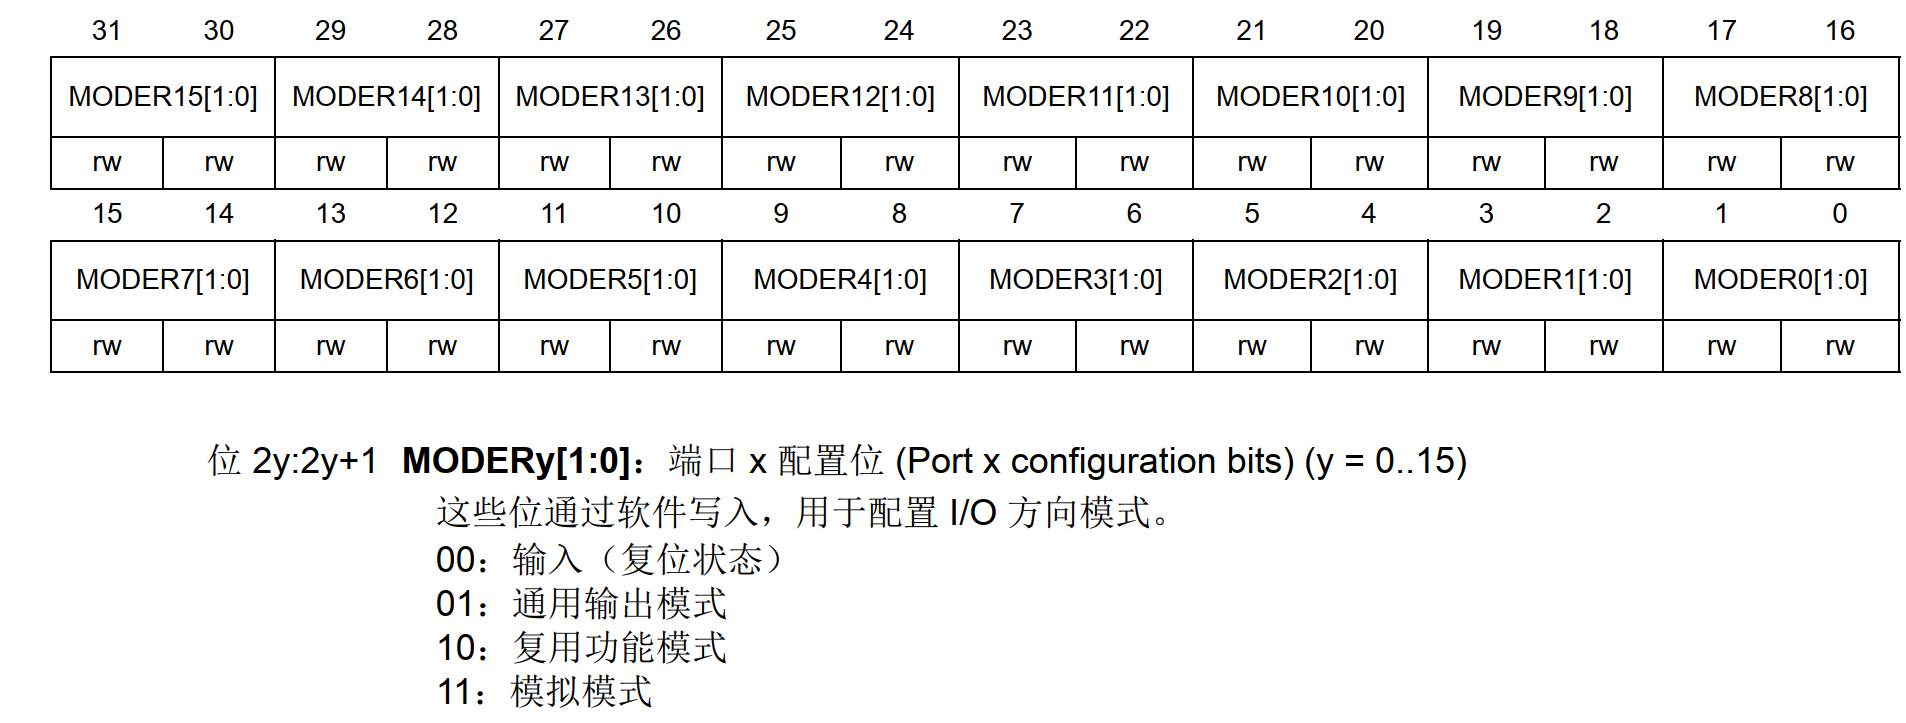 31 30 29 28 27 26 25 24 23 22 21 20 19 18 17 16
MODER15[1:0] MODER14[1:0] MODER13[1:0] MODER12[1:0] MODER11[1:0] MODER10[1:0] MODER9[1:0] MODER8[1:0]
rw rw rw rw rw rw rw rw rw rw rw rw rw rw rw rw
15 14 13 12 11 10 9 8 7 6 5 4 3 2 1 0
MODER7[1:0] MODER6[1:0] MODER5[1:0] MODER4[1:0] MODER3[1:0] MODER2[1:0] MODER1[1:0] MODER0[1:0]
rw rw rw rw rw rw rw rw rw rw rw rw rw rw rw rw
位 2y:2y+1 MODERy[1:0]：端口 x 配置位 (Port x configuration bits) (y = 0..15)
这些位通过软件写入，用于配置 I/O 方向模式。
00：输入（复位状态）
01：通用输出模式
10：复用功能模式
11：模拟模式